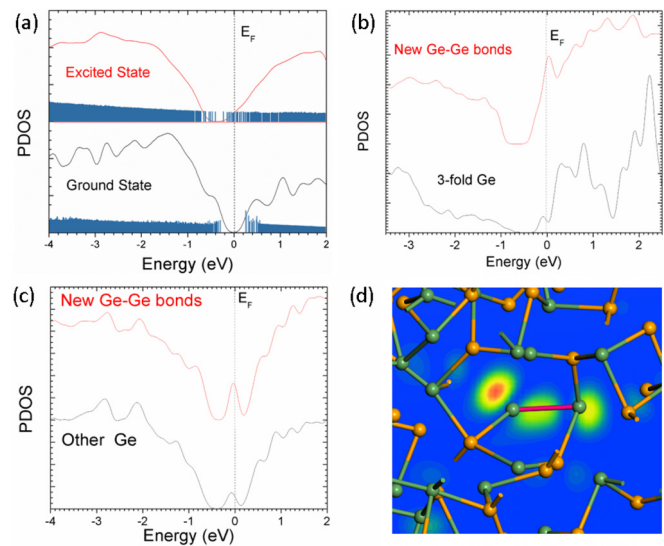 (a)
E_F
Excited State
Ground State
PDOS
-4 -3 -2 -1 0 1 2
Energy (eV)
(b)
E_F
New Ge-Ge bonds
3-fold Ge
PDOS
-3 -2 -1 0 1 2
Energy (eV)
(c)
New Ge-Ge bonds
E_F
Other Ge
PDOS
-4 -3 -2 -1 0 1 2
Energy (eV)
(d)